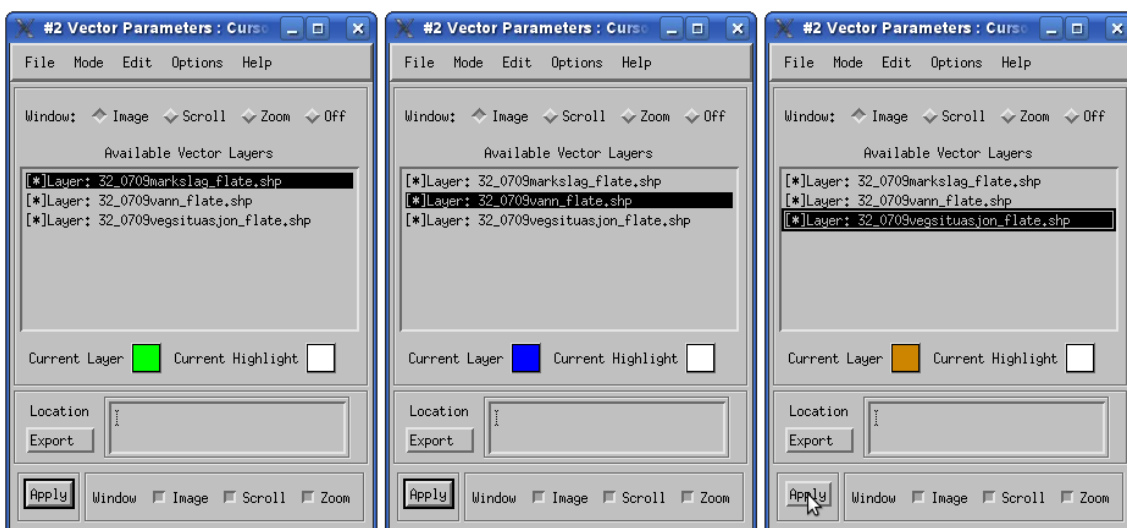 #2 Vector Parameters : Curso
File Mode Edit Options Help
Window: Image Scroll Zoom Off
Available Vector Layers
[*]Layer: 32_0709markslag_flate.shp
[*]Layer: 32_0709vann_flate.shp
[*]Layer: 32_0709vegsituasjon_flate.shp
Current Layer Current Highlight
Location
Export
Apply Window Image Scroll Zoom
#2 Vector Parameters : Curso
File Mode Edit Options Help
Window: Image Scroll Zoom Off
Available Vector Layers
[*]Layer: 32_0709markslag_flate.shp
[*]Layer: 32_0709vann_flate.shp
[*]Layer: 32_0709vegsituasjon_flate.shp
Current Layer Current Highlight
Location
Export
Apply Window Image Scroll Zoom
#2 Vector Parameters : Curso
File Mode Edit Options Help
Window: Image Scroll Zoom Off
Available Vector Layers
[*]Layer: 32_0709markslag_flate.shp
[*]Layer: 32_0709vann_flate.shp
[*]Layer: 32_0709vegsituasjon_flate.shp
Current Layer Current Highlight
Location
Export
Apply Window Image Scroll Zoom